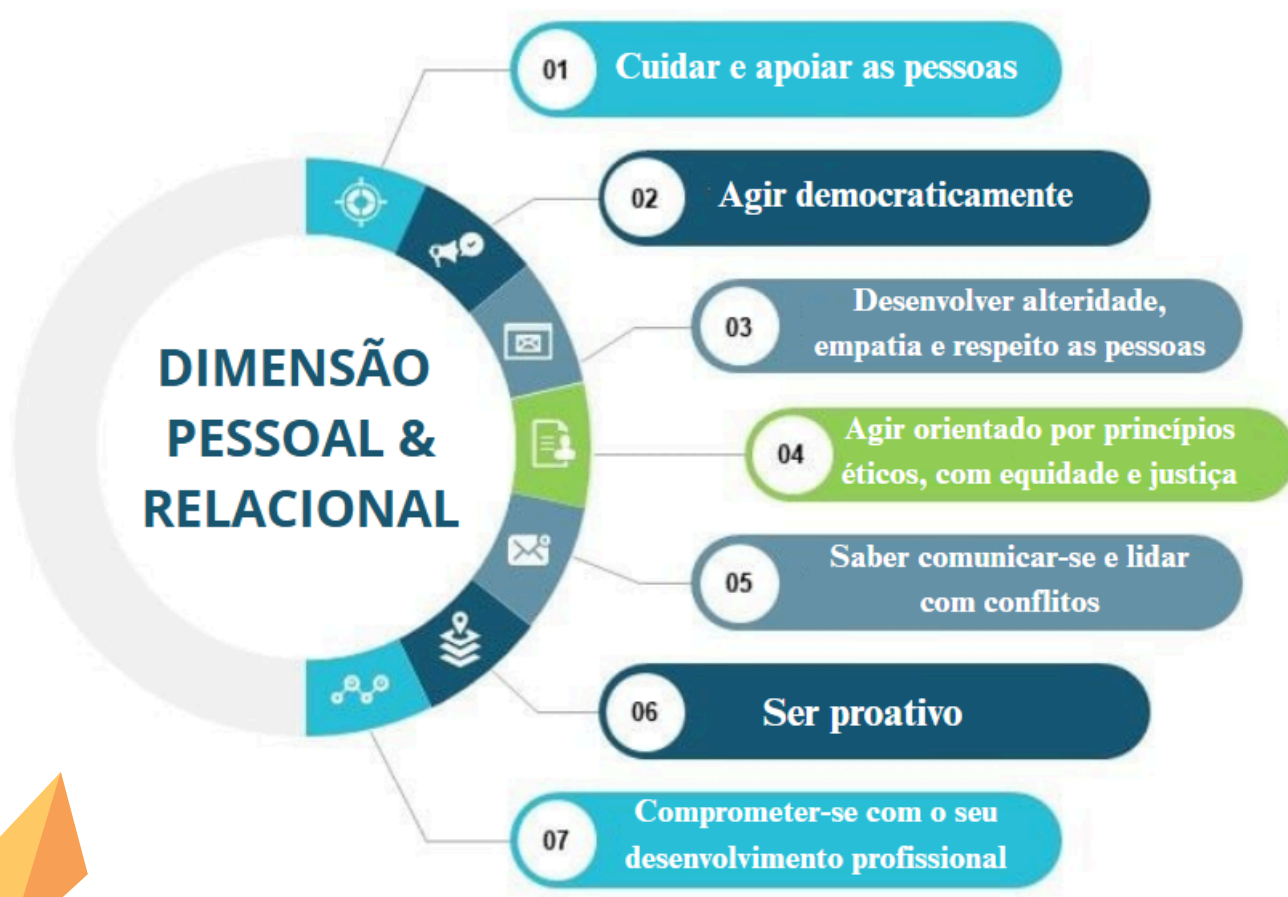 DIMENSÃO
PESSOAL &
RELACIONAL
01
Cuidar e apoiar as pessoas
02
Agir democraticamente
03
Desenvolver alteridade,
empatia e respeito as pessoas
04
Agir orientado por princípios
éticos, com equidade e justiça
05
Saber comunicar-se e lidar
com conflitos
06
Ser proativo
07
Comprometer-se com o seu
desenvolvimento profissional